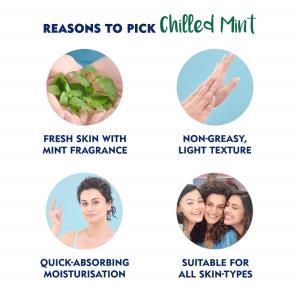 REASONS TO PICK Chilled Mint
FRESH SKIN WITH
MINT FRAGRANCE
NON-GREASY,
LIGHT TEXTURE
QUICK-ABSORBING
MOISTURISATION
SUITABLE FOR
ALL SKIN-TYPES